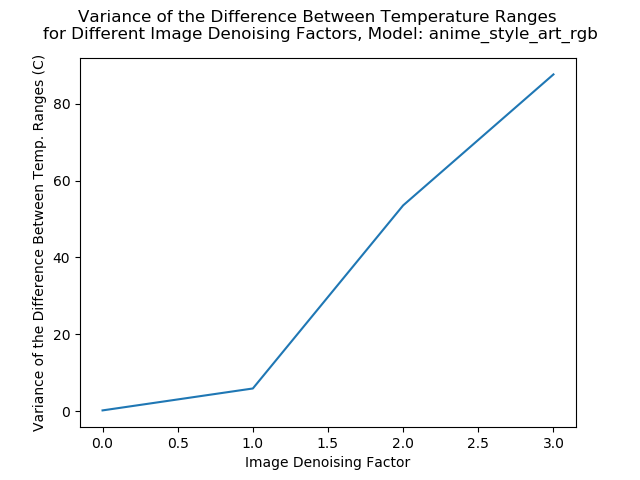 Variance of the Difference Between Temperature Ranges
for Different Image Denoising Factors, Model: anime_style_art_rgb
Variance of the Difference Between Temp. Ranges (C)
80
60
40
20
0
0.0 0.5 1.0 1.5 2.0 2.5 3.0
Image Denoising Factor